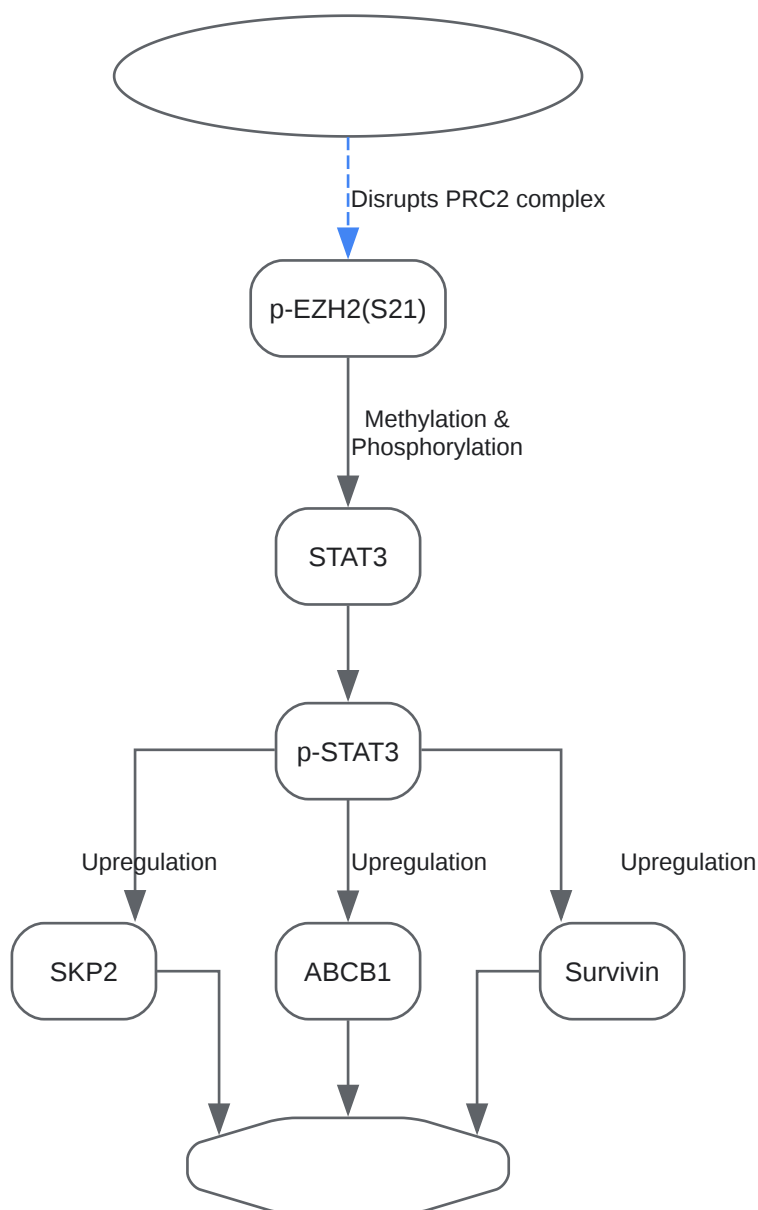 Disrupts PRC2 complex
p-EZH2(S21)
Methylation &
Phosphorylation
STAT3
p-STAT3
Upregulation
Upregulation
Upregulation
SKP2
ABCB1
Survivin